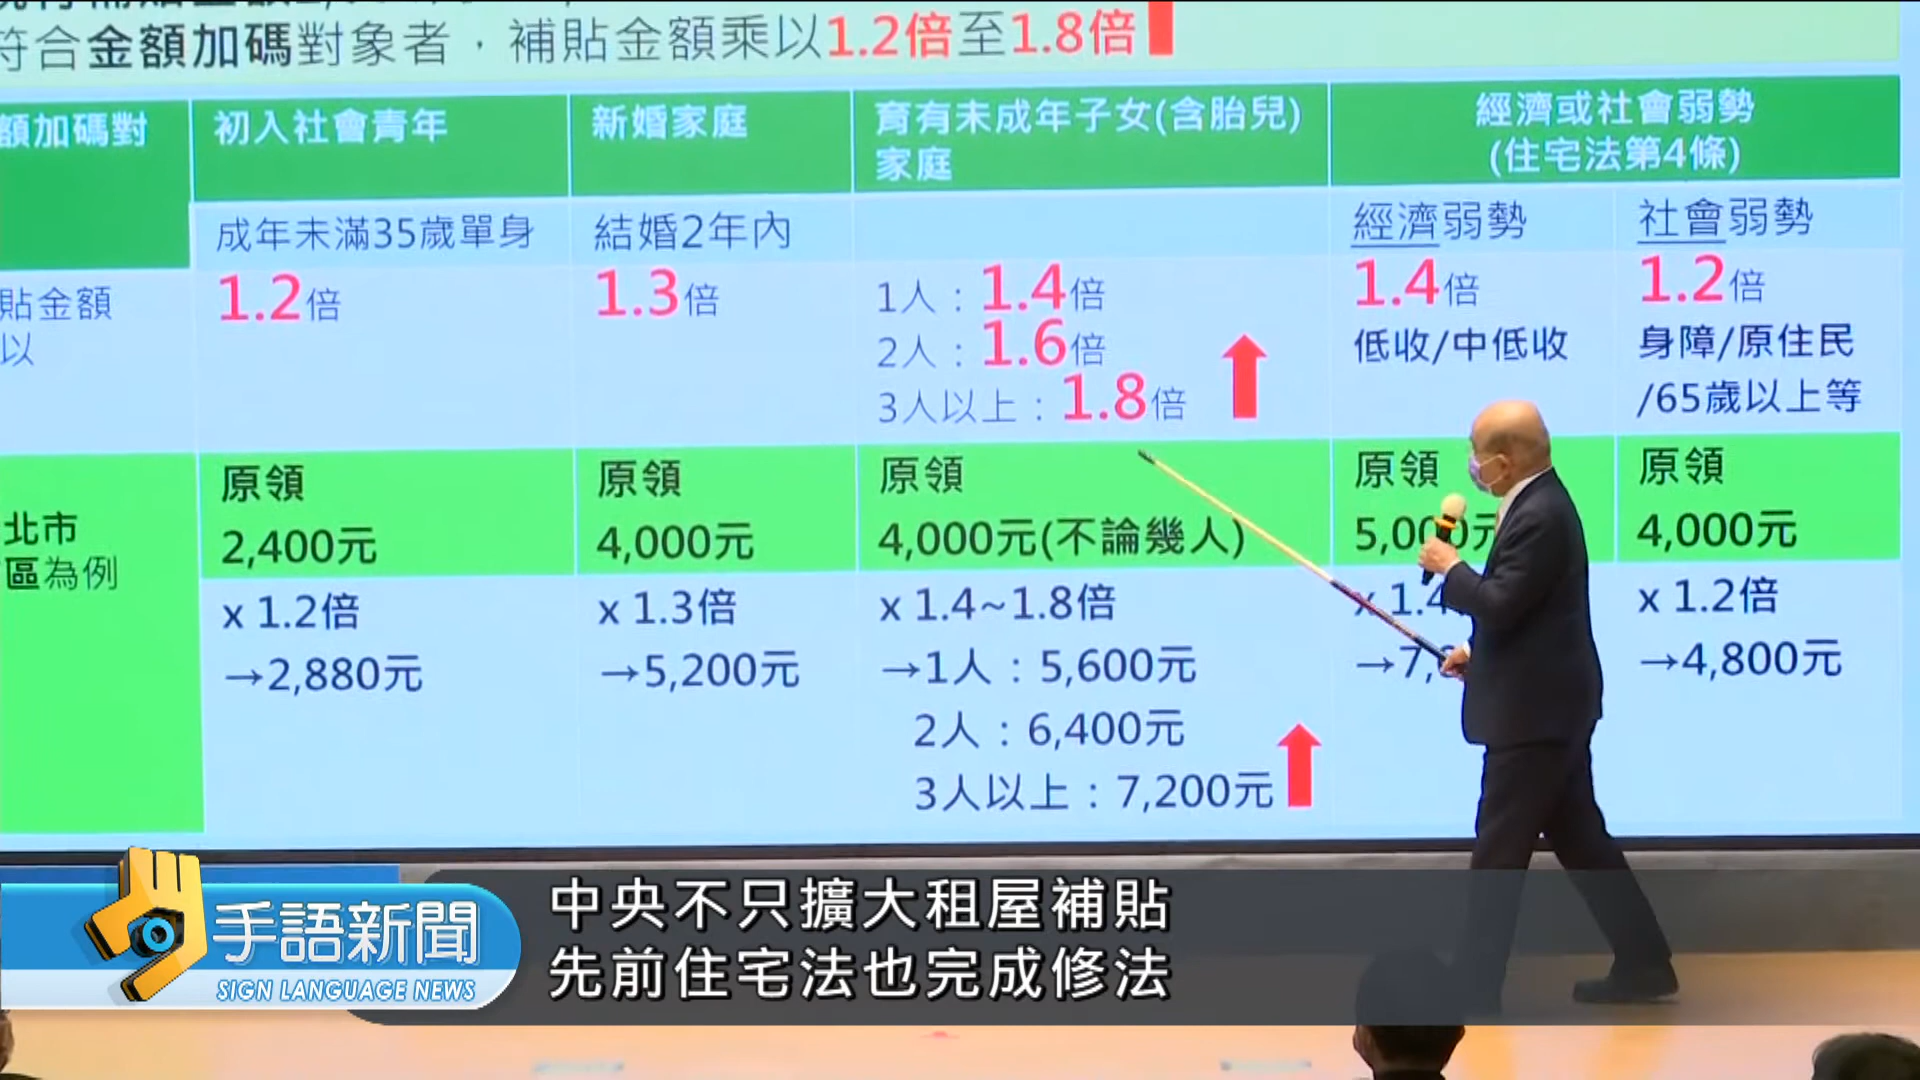 符合金額加碼對象者，補貼金額乘以1.2倍至1.8倍
額加碼對
初入社會青年
新婚家庭
育有未成年子女(含胎兒)
家庭
經濟或社會弱勢
(住宅法第4條)
成年未滿35歲單身
結婚2年內
經濟弱勢
社會弱勢
貼金額
以
1.2倍
1.3倍
1人：1.4倍
2人：1.6倍
3人以上：1.8倍
1.4倍
低收/中低收
1.2倍
身障/原住民
/65歲以上等
北市
區為例
原領
2,400元
原領
4,000元
原領
4,000元(不論幾人)
原領
5,000元
原領
4,000元
x 1.2倍
→2,880元
x 1.3倍
→5,200元
x 1.4~1.8倍
→1人：5,600元
2人：6,400元
3人以上：7,200元
x 1.4
→7,
x 1.2倍
→4,800元
手語新聞
SIGN LANGUAGE NEWS
中央不只擴大租屋補貼
先前住宅法也完成修法